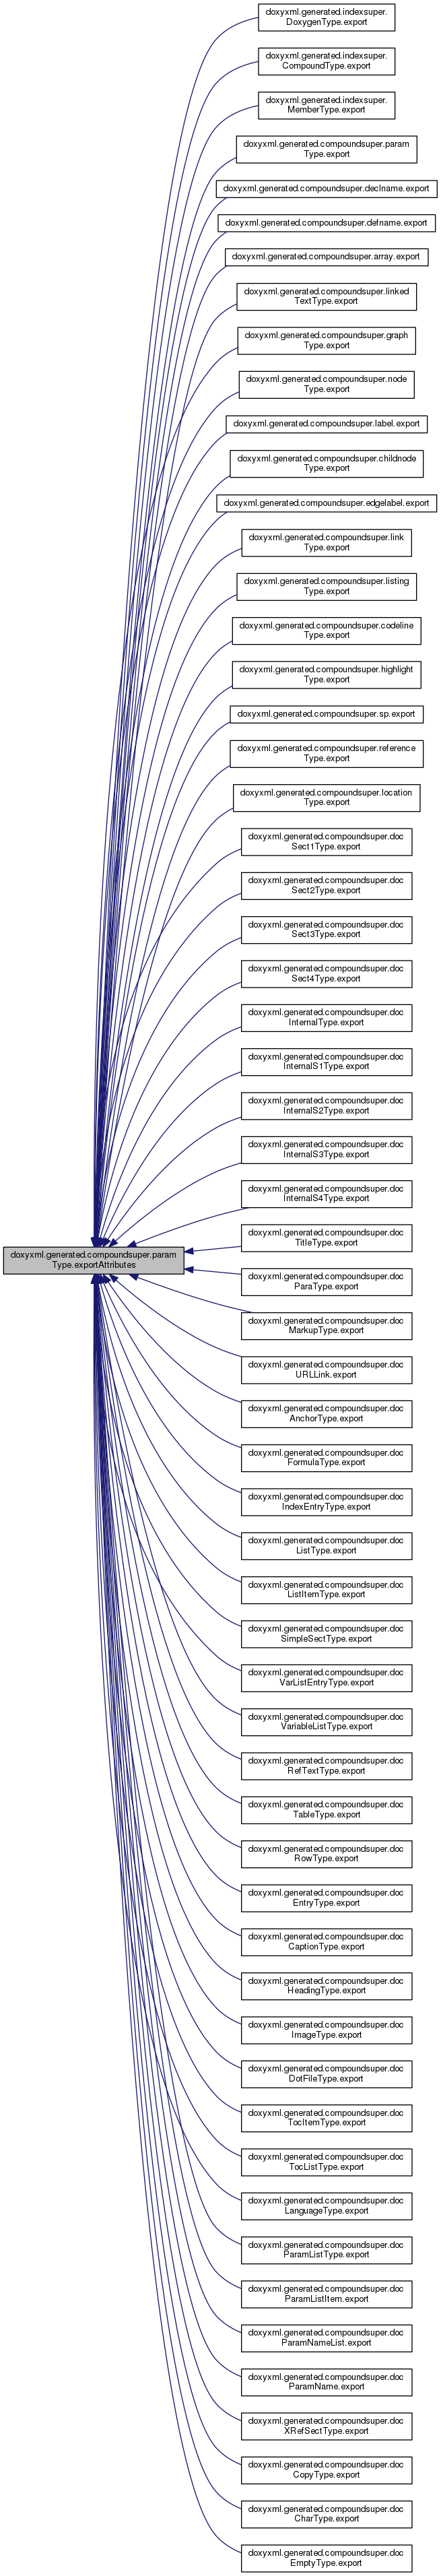 doxyxml.generated.indexsuper.
DoxygenType.export
doxyxml.generated.indexsuper.
CompoundType.export
doxyxml.generated.indexsuper.
MemberType.export
doxyxml.generated.compoundsuper.param
Type.export
doxyxml.generated.compoundsuper.declname.export
doxyxml.generated.compoundsuper.defname.export
doxyxml.generated.compoundsuper.array.export
doxyxml.generated.compoundsuper.linked
TextType.export
doxyxml.generated.compoundsuper.graph
Type.export
doxyxml.generated.compoundsuper.node
Type.export
doxyxml.generated.compoundsuper.label.export
doxyxml.generated.compoundsuper.childnode
Type.export
doxyxml.generated.compoundsuper.edgelabel.export
doxyxml.generated.compoundsuper.link
Type.export
doxyxml.generated.compoundsuper.listing
Type.export
doxyxml.generated.compoundsuper.codeline
Type.export
doxyxml.generated.compoundsuper.highlight
Type.export
doxyxml.generated.compoundsuper.sp.export
doxyxml.generated.compoundsuper.reference
Type.export
doxyxml.generated.compoundsuper.location
Type.export
doxyxml.generated.compoundsuper.doc
Sect1Type.export
doxyxml.generated.compoundsuper.doc
Sect2Type.export
doxyxml.generated.compoundsuper.doc
Sect3Type.export
doxyxml.generated.compoundsuper.doc
Sect4Type.export
doxyxml.generated.compoundsuper.doc
InternalType.export
doxyxml.generated.compoundsuper.doc
InternalS1Type.export
doxyxml.generated.compoundsuper.doc
InternalS2Type.export
doxyxml.generated.compoundsuper.doc
InternalS3Type.export
doxyxml.generated.compoundsuper.doc
InternalS4Type.export
doxyxml.generated.compoundsuper.doc
TitleType.export
doxyxml.generated.compoundsuper.param
Type.exportAttributes
doxyxml.generated.compoundsuper.doc
ParaType.export
doxyxml.generated.compoundsuper.doc
MarkupType.export
doxyxml.generated.compoundsuper.doc
URLLink.export
doxyxml.generated.compoundsuper.doc
AnchorType.export
doxyxml.generated.compoundsuper.doc
FormulaType.export
doxyxml.generated.compoundsuper.doc
IndexEntryType.export
doxyxml.generated.compoundsuper.doc
ListType.export
doxyxml.generated.compoundsuper.doc
ListItemType.export
doxyxml.generated.compoundsuper.doc
SimpleSectType.export
doxyxml.generated.compoundsuper.doc
VarListEntryType.export
doxyxml.generated.compoundsuper.doc
VariableListType.export
doxyxml.generated.compoundsuper.doc
RefTextType.export
doxyxml.generated.compoundsuper.doc
TableType.export
doxyxml.generated.compoundsuper.doc
RowType.export
doxyxml.generated.compoundsuper.doc
EntryType.export
doxyxml.generated.compoundsuper.doc
CaptionType.export
doxyxml.generated.compoundsuper.doc
HeadingType.export
doxyxml.generated.compoundsuper.doc
ImageType.export
doxyxml.generated.compoundsuper.doc
DotFileType.export
doxyxml.generated.compoundsuper.doc
TocItemType.export
doxyxml.generated.compoundsuper.doc
TocListType.export
doxyxml.generated.compoundsuper.doc
LanguageType.export
doxyxml.generated.compoundsuper.doc
ParamListType.export
doxyxml.generated.compoundsuper.doc
ParamListItem.export
doxyxml.generated.compoundsuper.doc
ParamNameList.export
doxyxml.generated.compoundsuper.doc
ParamName.export
doxyxml.generated.compoundsuper.doc
XRefSectType.export
doxyxml.generated.compoundsuper.doc
CopyType.export
doxyxml.generated.compoundsuper.doc
CharType.export
doxyxml.generated.compoundsuper.doc
EmptyType.export